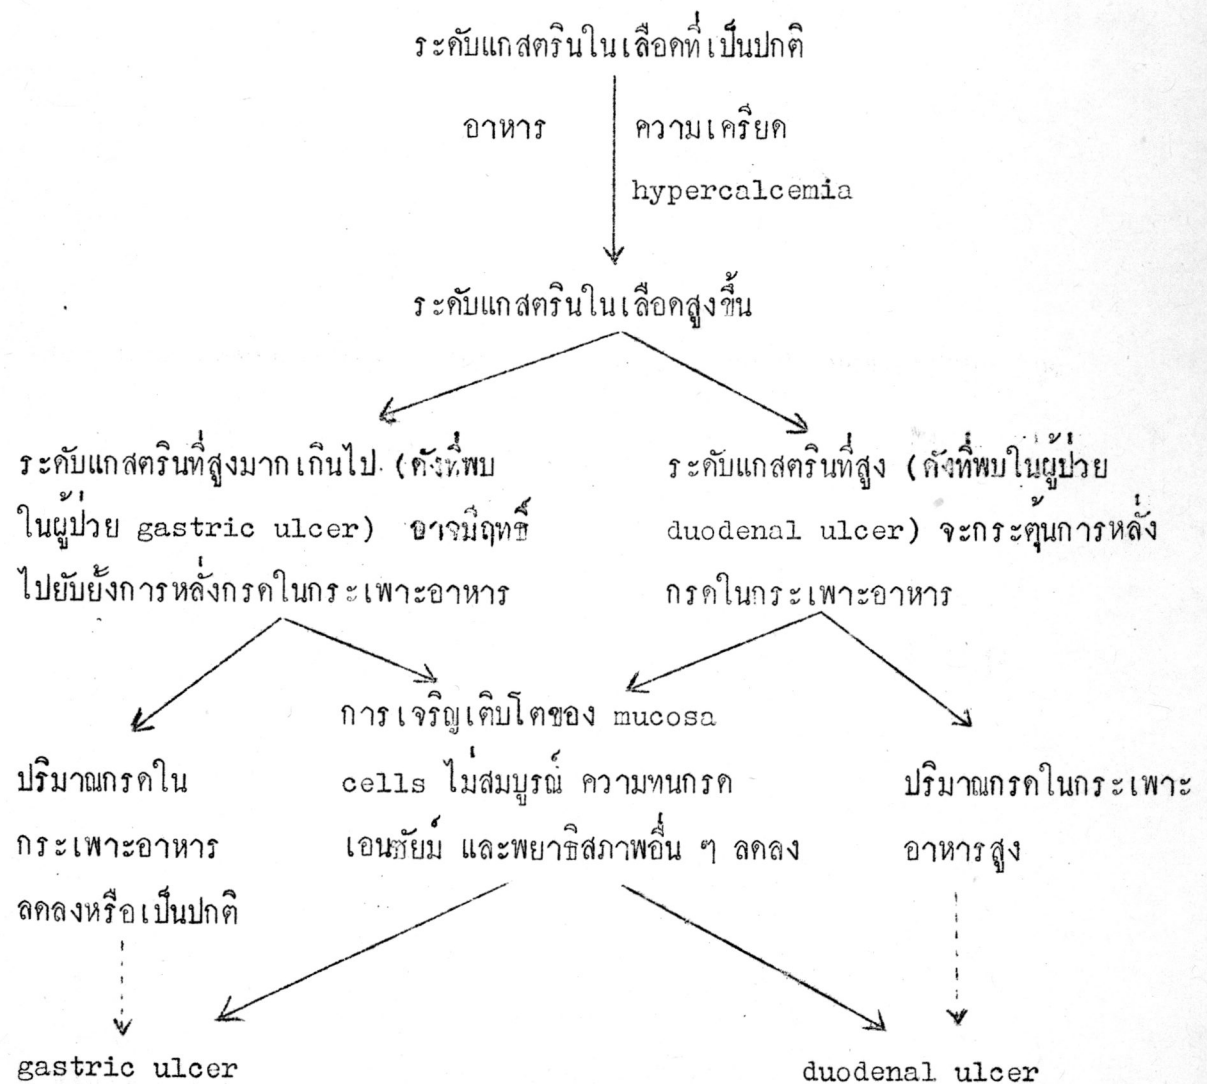 ระดับแกสตรินในเลือดที่เป็นปกติ
อาหาร ความเครียด
hypercalcemia
ระดับแกสตรินในเลือดสูงขึ้น
ระดับแกสตรินที่สูงมากเกินไป (ดังที่พบ
ในผู้ป่วย gastric ulcer) อาจมีฤทธิ์
ไปยับยั้งการหลั่งกรดในกระเพาะอาหาร
ระดับแกสตรินที่สูง (ดังที่พบในผู้ป่วย
duodenal ulcer) จะกระตุ้นการหลั่ง
กรดในกระเพาะอาหาร
ปริมาณกรดใน
กระเพาะอาหาร
ลดลงหรือเป็นปกติ
การเจริญเติบโตของ mucosa
cells ไม่สมบูรณ์ ความทนกรด
เอนซัยม์ และพยาธิสภาพอื่น ๆ ลดลง
ปริมาณกรดในกระเพาะ
อาหารสูง
gastric ulcer
duodenal ulcer